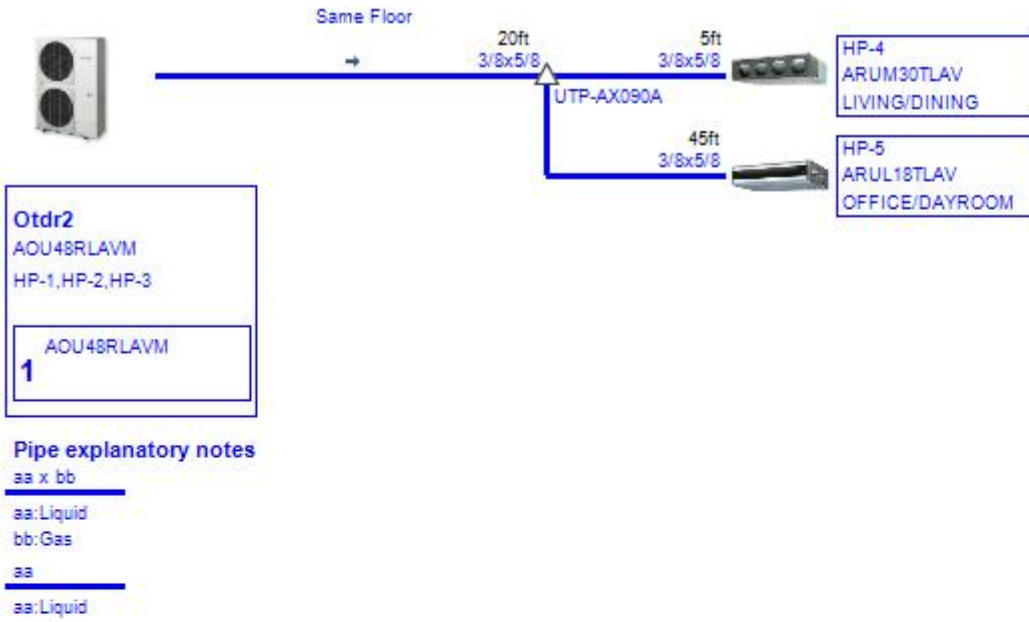 Same Floor
20ft
3/8x5/8
5ft
3/8x5/8
HP-4
ARUM30TLAV
LIVING/DINING
UTP-AX090A
45ft
3/8x5/8
HP-5
ARUL18TLAV
OFFICE/DAYROOM
Otdr2
AOU48RLAVM
HP-1,HP-2,HP-3
AOU48RLAVM
1
Pipe explanatory notes
aa x bb
aa:Liquid
bb:Gas
aa
aa:Liquid